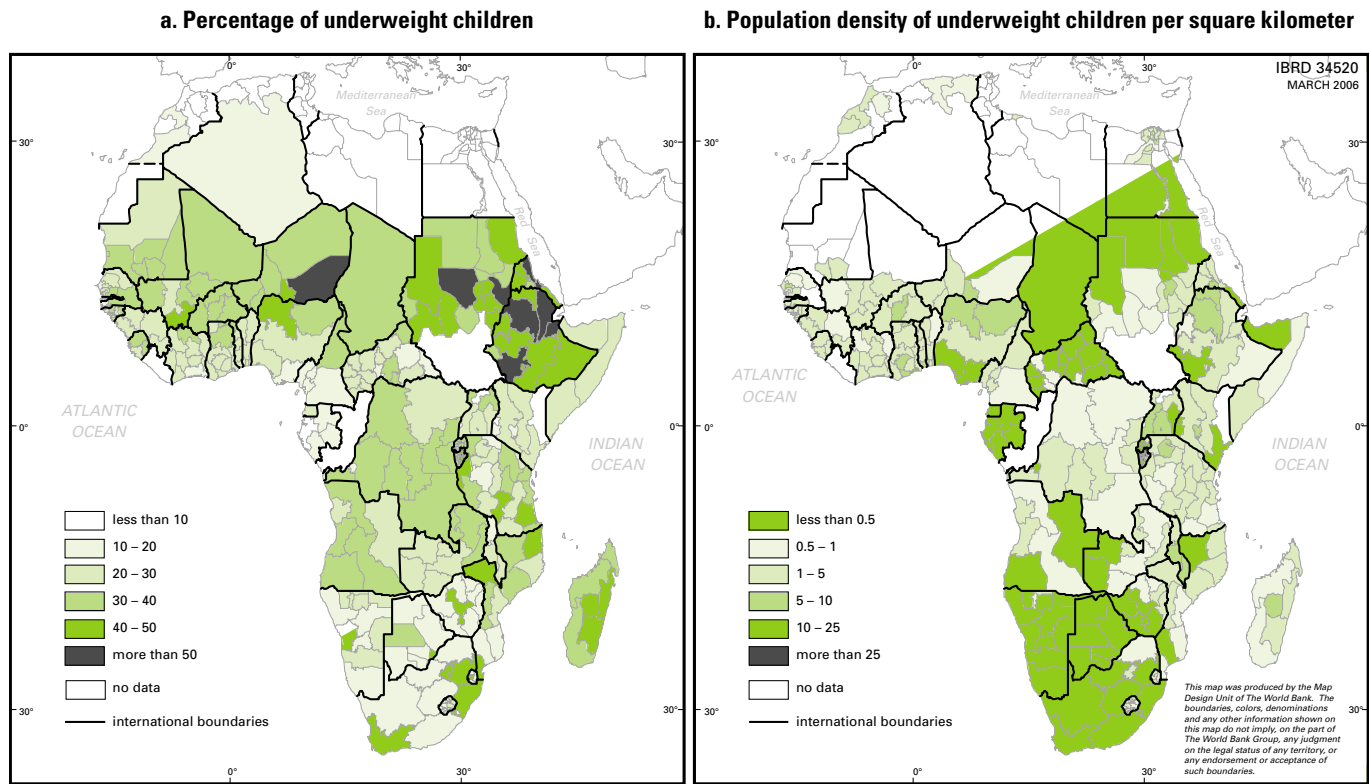 a. Percentage of underweight children
0°
30°
Mediterranean
Sea
30°
Red Sea
ATLANTIC
OCEAN
0°
INDIAN
OCEAN
less than 10
10 – 20
20 – 30
30 – 40
40 – 50
more than 50
no data
international boundaries
30°
0°
30°
b. Population density of underweight children per square kilometer
0°
30°
IBRD 34520
MARCH 2006
Mediterranean
Sea
30°
30°
Red Sea
ATLANTIC
OCEAN
0°
0°
INDIAN
OCEAN
less than 0.5
0.5 – 1
1 – 5
5 – 10
10 – 25
more than 25
no data
international boundaries
This map was produced by the Map
Design Unit of The World Bank. The
boundaries, colors, denominations
and any other information shown on
this map do not imply, on the part of
The World Bank Group, any judgment
on the legal status of any territory, or
any endorsement or acceptance of
such boundaries.
30°
30°
0°
30°